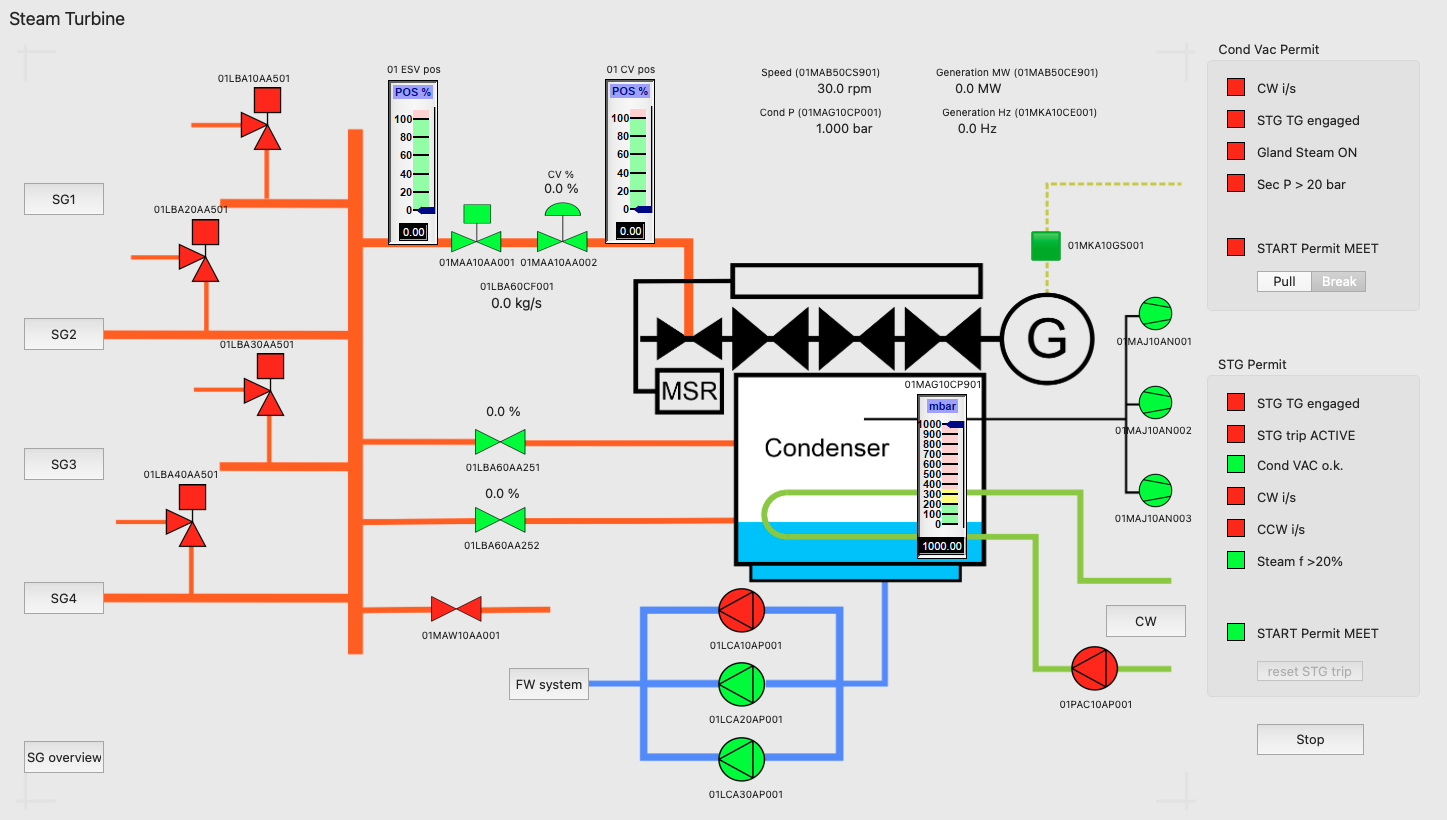 Steam Turbine
01LBA10AA501
SG1
01LBA20AA501
SG2
01LBA30AA501
SG3
01LBA40AA501
SG4
SG overview
01 ESV pos
POS %
100
80
60
40
20
0
0.00
01MAA10AA001
CV %
0.0 %
01MAA10AA002
01 CV pos
POS %
100
80
60
40
20
0
0.00
01LBA60CF001
0.0 kg/s
Speed (01MAB50CS901)
30.0 rpm
Generation MW (01MAB50CE901)
0.0 MW
Cond P (01MAG10CP001)
1.000 bar
Generation Hz (01MKA10CE001)
0.0 Hz
01MKA10GS001
G
MSR
01MAJ10AN001
01MAJ10AN002
01MAJ10AN003
01MAG10CP901
mbar
1000
900
800
700
600
500
400
300
200
100
0
1000.00
Condenser
0.0 %
01LBA60AA251
0.0 %
01LBA60AA252
01MAW10AA001
FW system
01LCA10AP001
01LCA20AP001
01LCA30AP001
CW
01PAC10AP001
Cond Vac Permit
CW i/s
STG TG engaged
Gland Steam ON
Sec P > 20 bar
START Permit MEET
Pull
Break
STG Permit
STG TG engaged
STG trip ACTIVE
Cond VAC o.k.
CW i/s
CCW i/s
Steam f >20%
START Permit MEET
reset STG trip
Stop